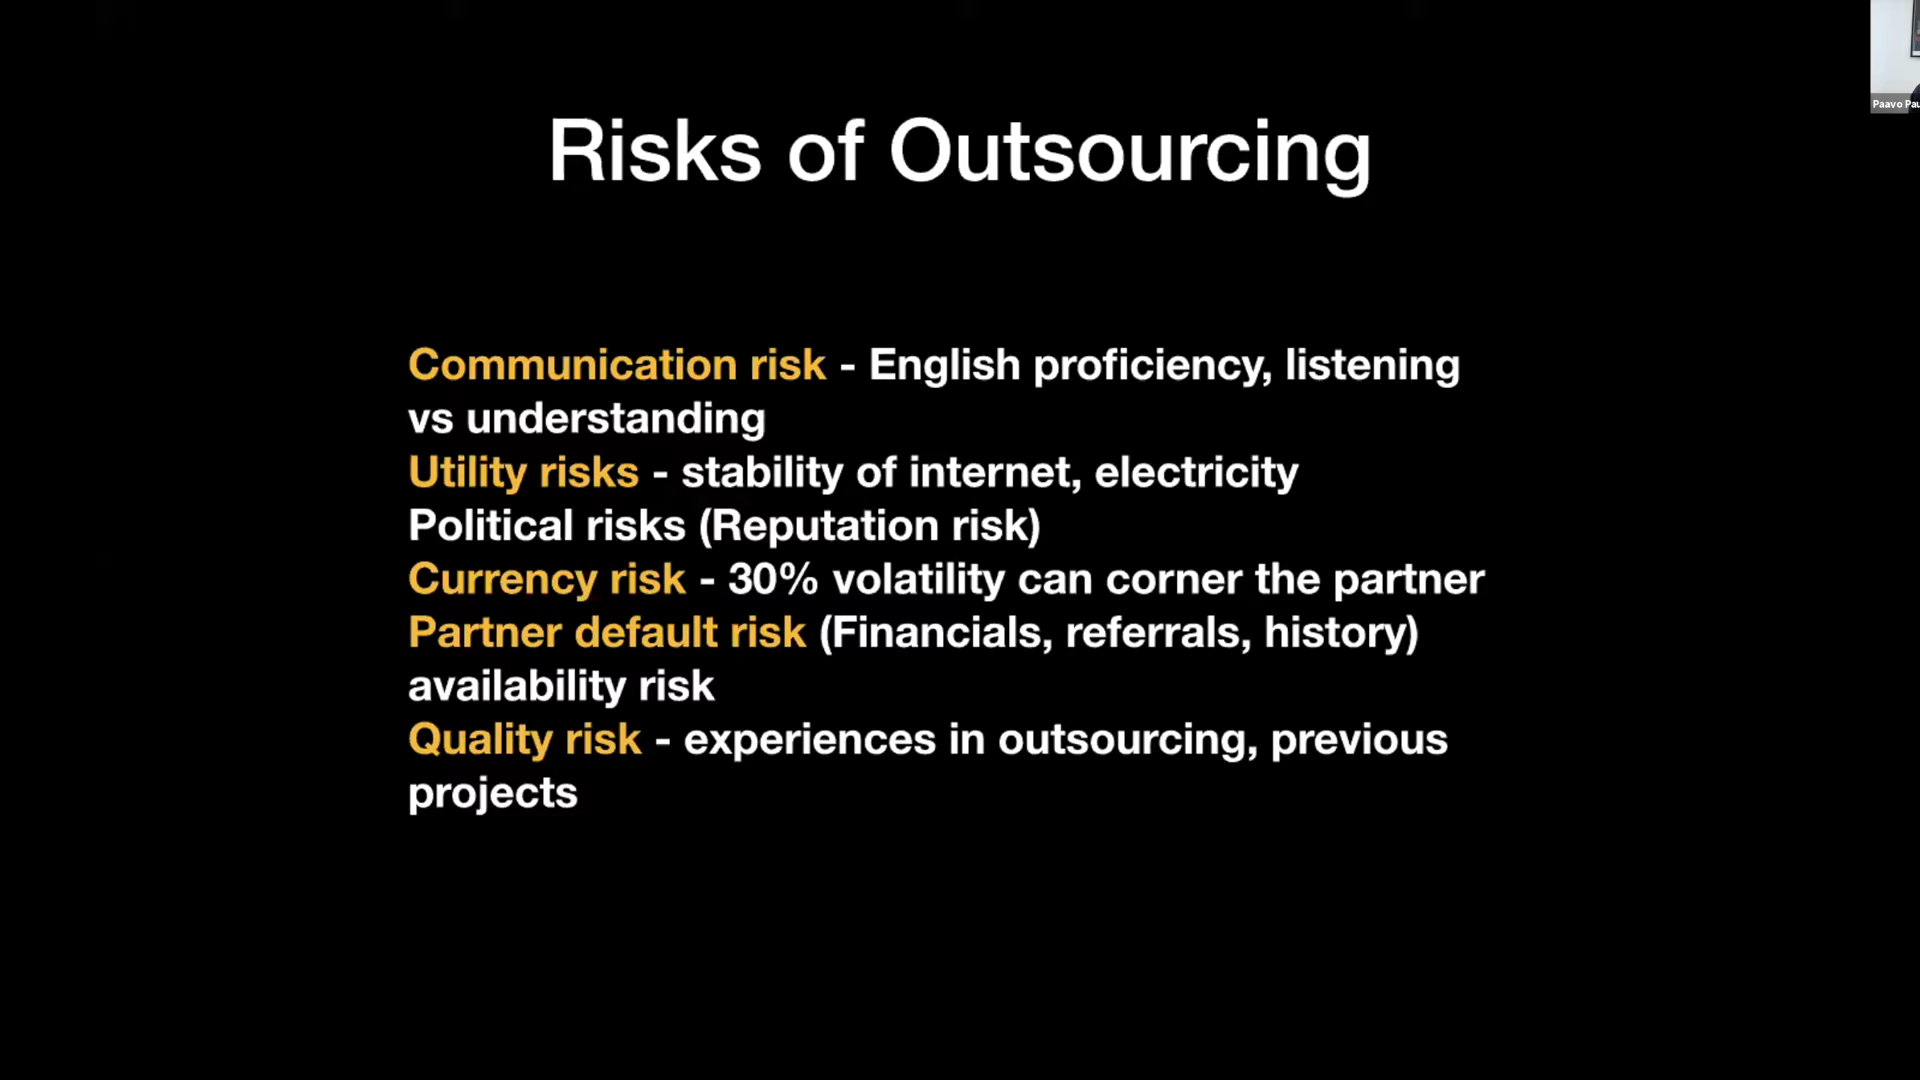 Risks of Outsourcing
Communication risk - English proficiency, listening
vs understanding
Utility risks - stability of internet, electricity
Political risks (Reputation risk)
Currency risk - 30% volatility can corner the partner
Partner default risk (Financials, referrals, history)
availability risk
Quality risk - experiences in outsourcing, previous
projects
Paavo